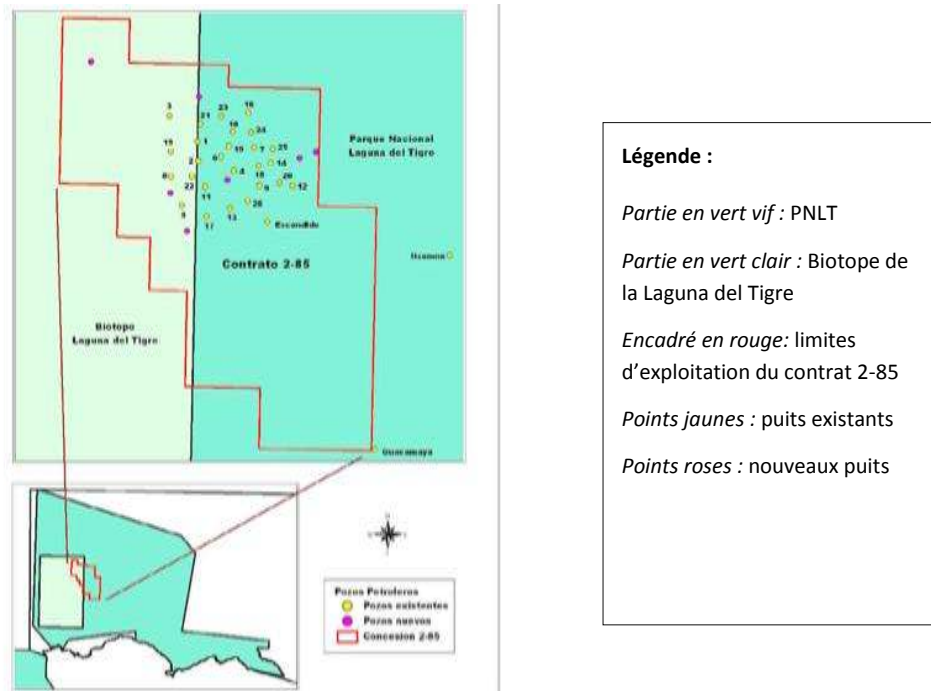 3
23
16
21
18
24
Parque Nacional
Laguna del Tigre
1
15
19
7
25
2
6
14
4
8
22
9
20
12
11
5
13
26
17
Escondido
Contrato 2-85
Biotopo
Laguna del Tigre
Guacamaya
Pozos Petroleros
Pozos existentes
Pozos nuevos
Concesión 2-85
Légende :
Partie en vert vif : PNLT
Partie en vert clair : Biotope de
la Laguna del Tigre
Encadré en rouge: limites
d’exploitation du contrat 2-85
Points jaunes : puits existants
Points roses : nouveaux puits